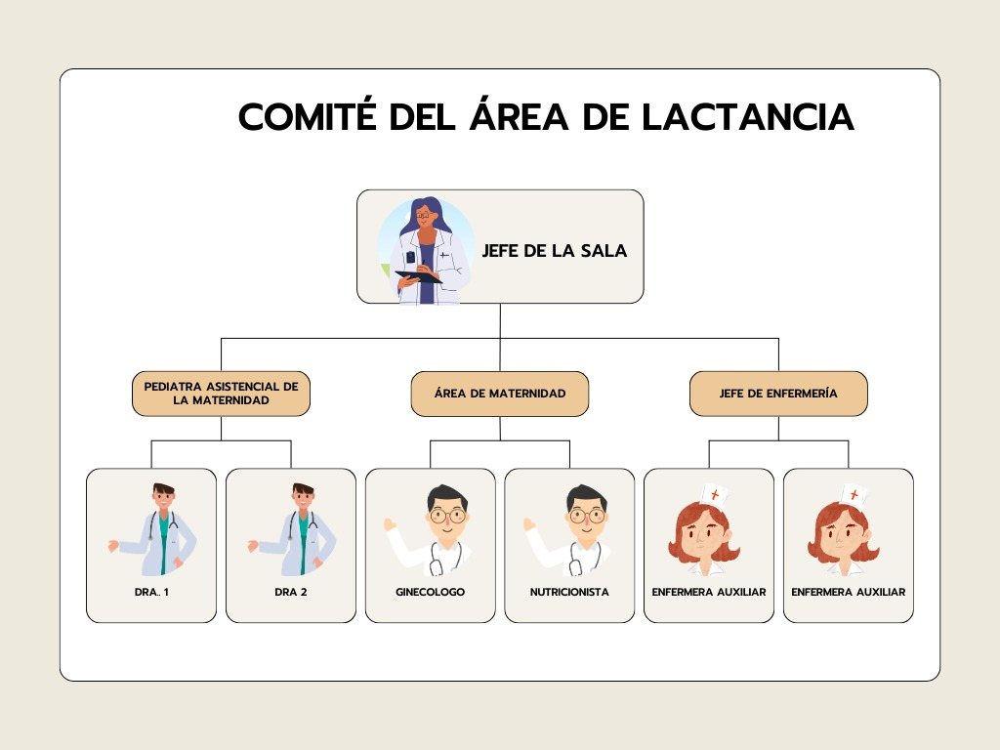 COMITÉ DEL ÁREA DE LACTANCIA
JEFE DE LA SALA
PEDIATRA ASISTENCIAL DE
LA MATERNIDAD
ÁREA DE MATERNIDAD
JEFE DE ENFERMERÍA
DRA.. 1
DRA 2
GINECOLOGO
NUTRICIONISTA
ENFERMERA AUXILIAR
ENFERMERA AUXILIAR